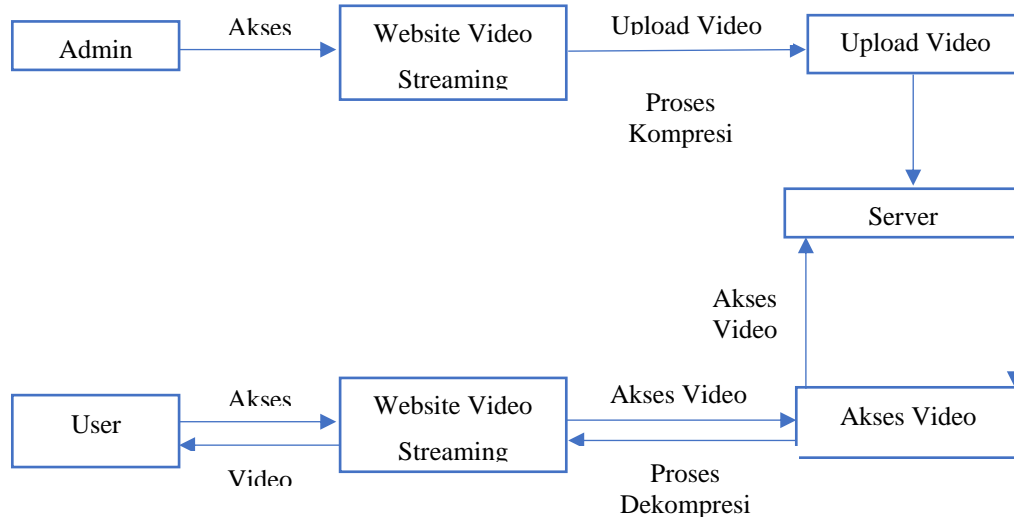 Admin
Akses
Website Video
Streaming
Upload Video
Proses
Kompresi
Upload Video
Server
Akses
Video
User
Akses
Video
Website Video
Streaming
Akses Video
Proses
Dekompresi
Akses Video